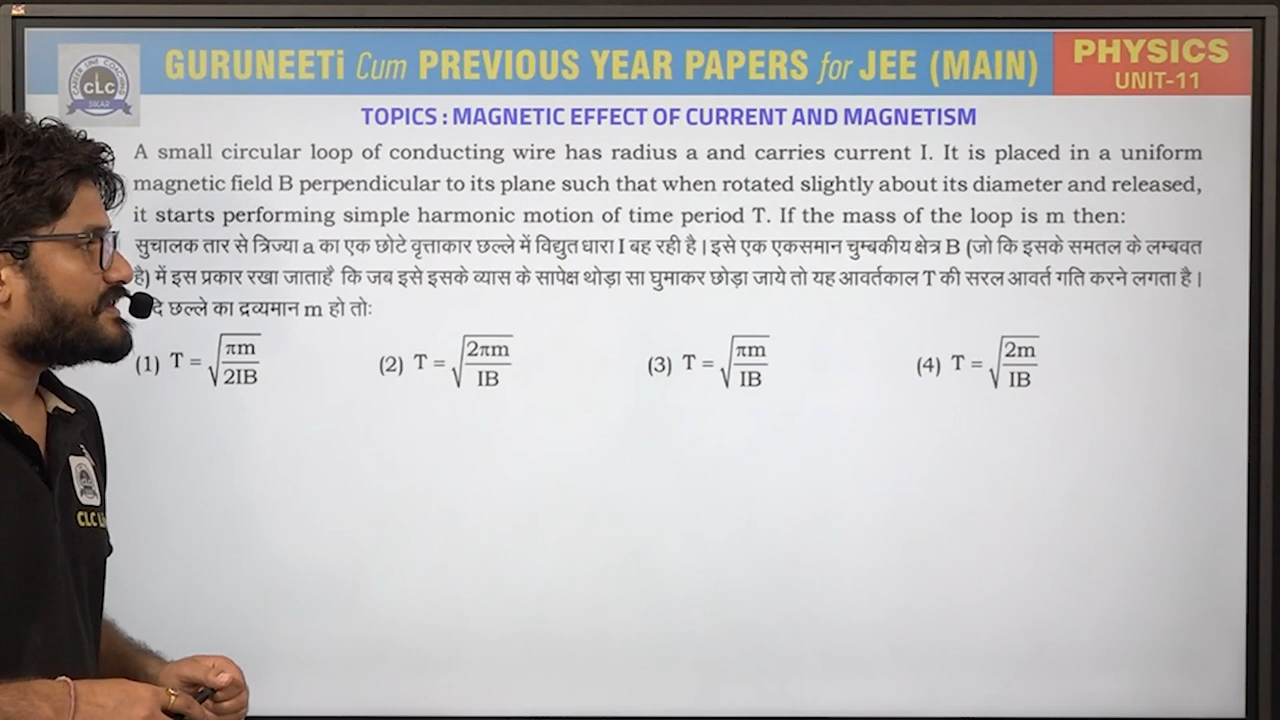 GURUNEETi Cum PREVIOUS YEAR PAPERS for JEE (MAIN)
PHYSICS
UNIT-11
CAREER LINE COACHING
CLC
SIKAR
TOPICS : MAGNETIC EFFECT OF CURRENT AND MAGNETISM
A small circular loop of conducting wire has radius a and carries current I. It is placed in a uniform
magnetic field B perpendicular to its plane such that when rotated slightly about its diameter and released,
it starts performing simple harmonic motion of time period T. If the mass of the loop is m then:
सुचालक तार से त्रिज्या a का एक छोटे वृत्ताकार छल्ले में विद्युत धारा I बह रही है। इसे एक एकसमान चुम्बकीय क्षेत्र B (जो कि इसके समतल के लम्बवत
है) में इस प्रकार रखा जाताहै कि जब इसे इसके व्यास के सापेक्ष थोड़ा सा घुमाकर छोड़ा जाये तो यह आवर्तकाल T की सरल आवर्त गति करने लगता है।
छल्ले का द्रव्यमान m हो तोः
(1) T = √(πm/2IB) (2) T = √(2πm/IB) (3) T = √(πm/IB) (4) T = √(2m/IB)
CLC